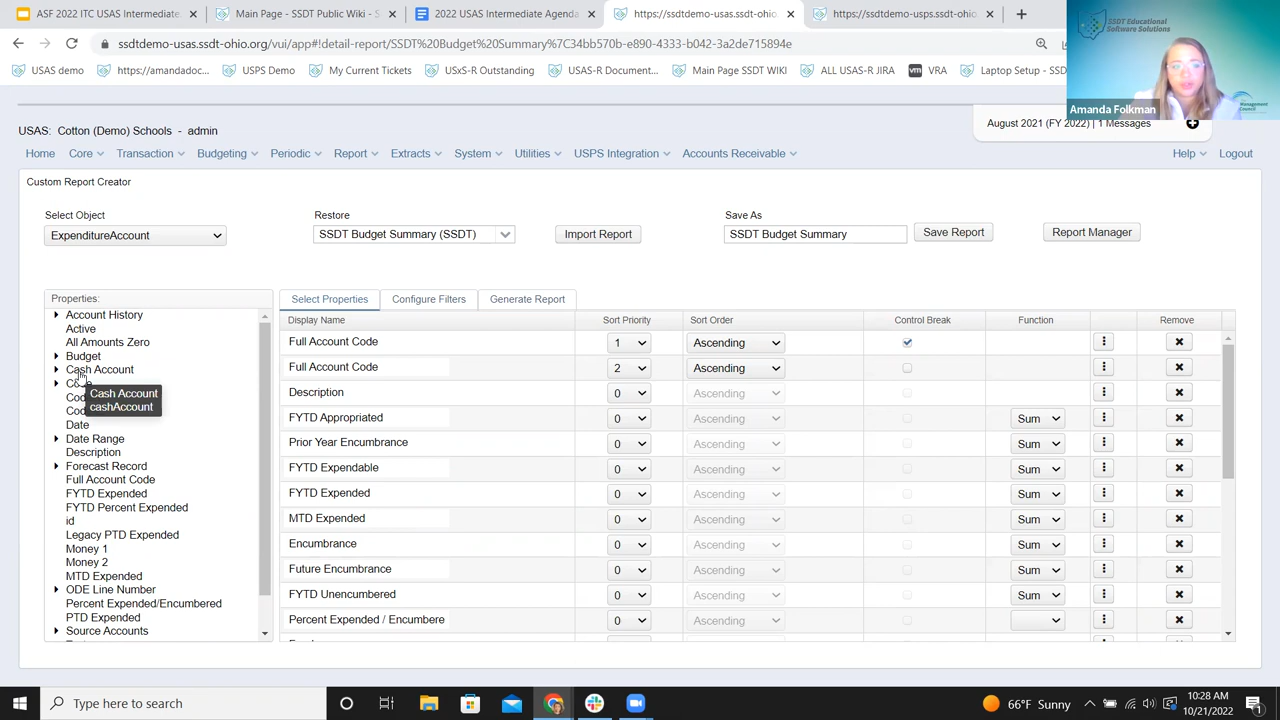 ASF 2022 ITC USAS Intermediate
Main Page - SSDT Public Wiki - C
2022 USAS Intermediate Agenda
https://ssdtdemo-usas.ssdt-ohio.
https://ssdtdemo-usps.ssdt-ohio.
ssdtdemo-usas.ssdt-ohio.org/vui/app#!detail-report/SSDT%20Budget%20Summary%7C34bb570b-e890-4333-b042-3a2de715894e
USAS demo
https://amandadoc...
USPS Demo
My Current Tickets
USxS-R Outstanding
USAS-R Document...
Main Page SSDT WIKI
ALL USAS-R JIRA
vm VRA
Laptop Setup - SSD
SSDT Educational
Software Solutions
Management
Council
Amanda Folkman
USAS: Cotton (Demo) Schools - admin
August 2021 (FY 2022) | 1 Messages
Home Core Transaction Budgeting Periodic Report Extracts System Utilities USPS Integration Accounts Receivable Help Logout
Custom Report Creator
Select Object
Restore
Save As
ExpenditureAccount
SSDT Budget Summary (SSDT)
Import Report
SSDT Budget Summary
Save Report
Report Manager
Properties:
Account History
Active
All Amounts Zero
Budget
Cash Account
Cash Account
cashAccount
Date
Date Range
Description
Forecast Record
Full Account Code
FYTD Expended
FYTD Percent Expended
id
Legacy PTD Expended
Money 1
Money 2
MTD Expended
ODE Line Number
Percent Expended/Encumbered
PTD Expended
Source Accounts
Select Properties Configure Filters Generate Report
Display Name Sort Priority Sort Order Control Break Function Remove
Full Account Code 1 Ascending
Full Account Code 2 Ascending
Description 0 Ascending
FYTD Appropriated 0 Ascending Sum
Prior Year Encumbrance 0 Ascending Sum
FYTD Expendable 0 Ascending Sum
FYTD Expended 0 Ascending Sum
MTD Expended 0 Ascending Sum
Encumbrance 0 Ascending Sum
Future Encumbrance 0 Ascending Sum
FYTD Unencumbered 0 Ascending Sum
Percent Expended / Encumbere 0 Ascending
Type here to search
66°F Sunny
10:28 AM
10/21/2022
1